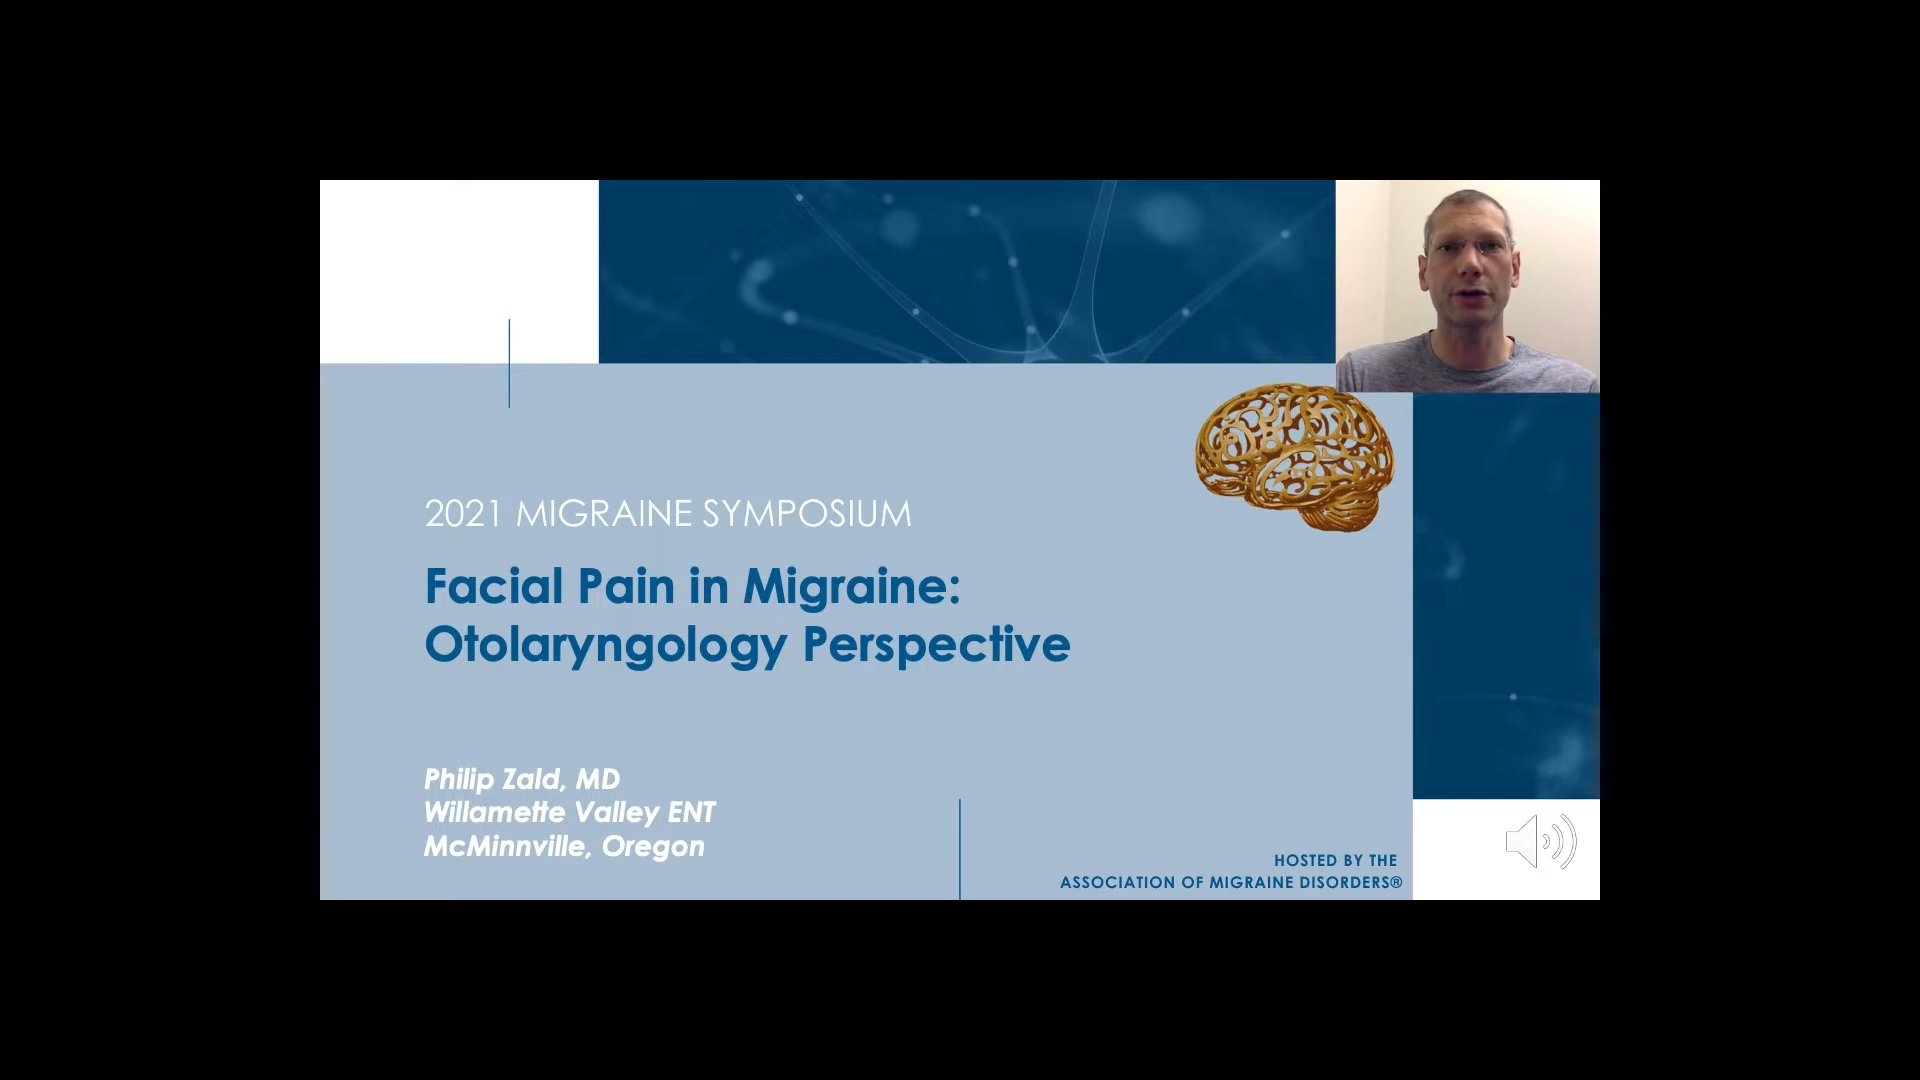 2021 MIGRAINE SYMPOSIUM
Facial Pain in Migraine:
Otolaryngology Perspective
Philip Zald, MD
Willamette Valley ENT
McMinnville, Oregon
HOSTED BY THE
ASSOCIATION OF MIGRAINE DISORDERS®